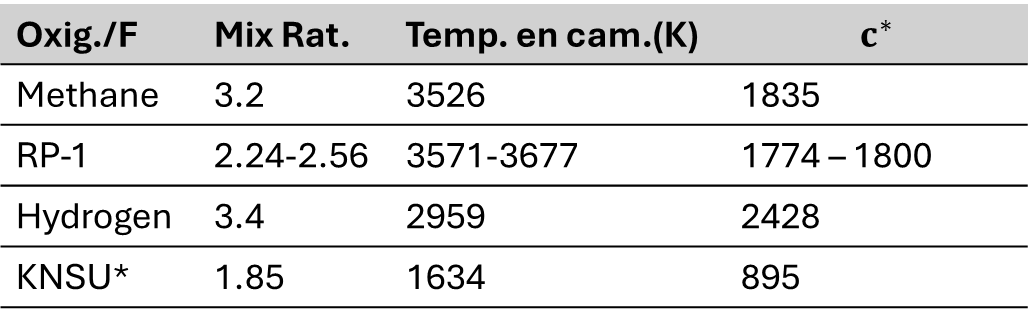 Oxig./F Mix Rat. Temp. en cam.(K) c*
Methane 3.2 3526 1835
RP-1 2.24-2.56 3571-3677 1774 – 1800
Hydrogen 3.4 2959 2428
KNSU* 1.85 1634 895